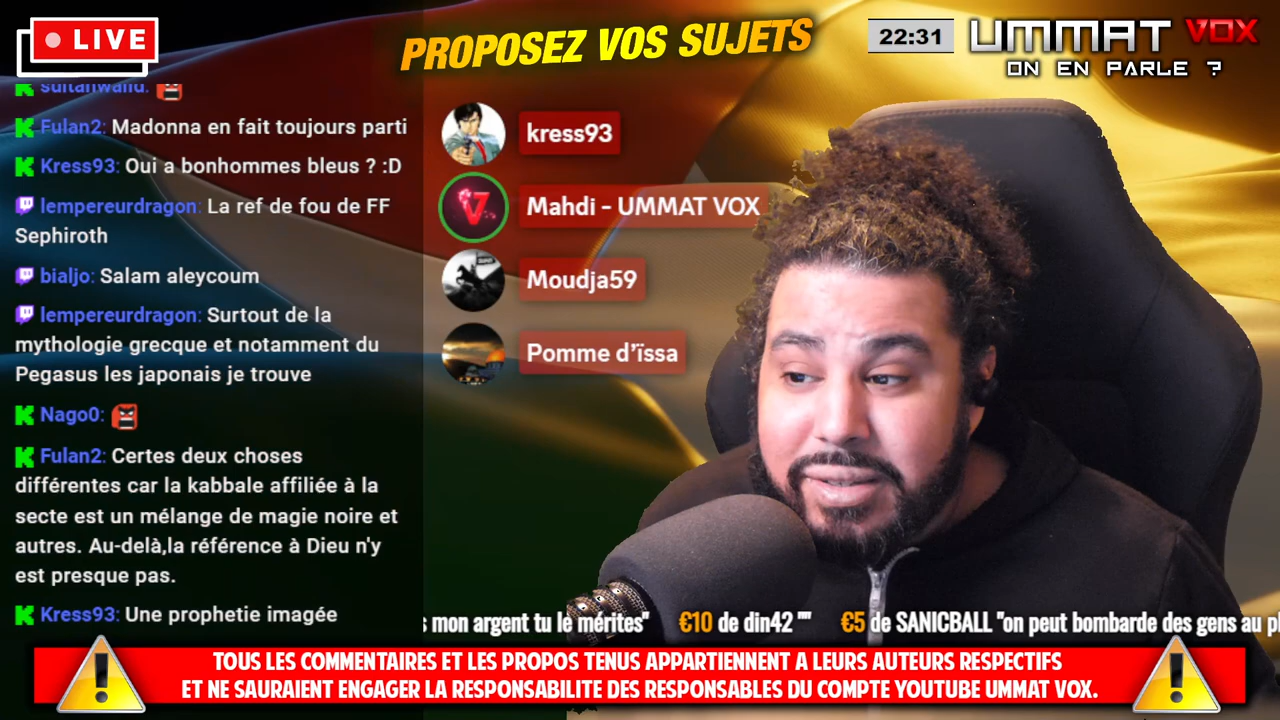 LIVE
PROPOSEZ VOS SUJETS
22:31
UMMAT VOX
ON EN PARLE ?
sultanwalid:
Fulan2: Madonna en fait toujours parti
Kress93: Oui a bonhommes bleus ? :D
lempereurdragon: La ref de fou de FF
Sephiroth
bialjo: Salam aleycoum
lempereurdragon: Surtout de la
mythologie grecque et notamment du
Pegasus les japonais je trouve
Nago0:
Fulan2: Certes deux choses
différentes car la kabbale affiliée à la
secte est un mélange de magie noire et
autres. Au-delà,la référence à Dieu n'y
est presque pas.
Kress93: Une prophetie imagée
kress93
Mahdi - UMMAT VOX
Moudja59
Pomme d'ïssa
s mon argent tu le mérites" €10 de din42 "" €5 de SANICBALL "on peut bombarde des gens au pl
TOUS LES COMMENTAIRES ET LES PROPOS TENUS APPARTIENNENT A LEURS AUTEURS RESPECTIFS
ET NE SAURAIENT ENGAGER LA RESPONSABILITE DES RESPONSABLES DU COMPTE YOUTUBE UMMAT VOX.